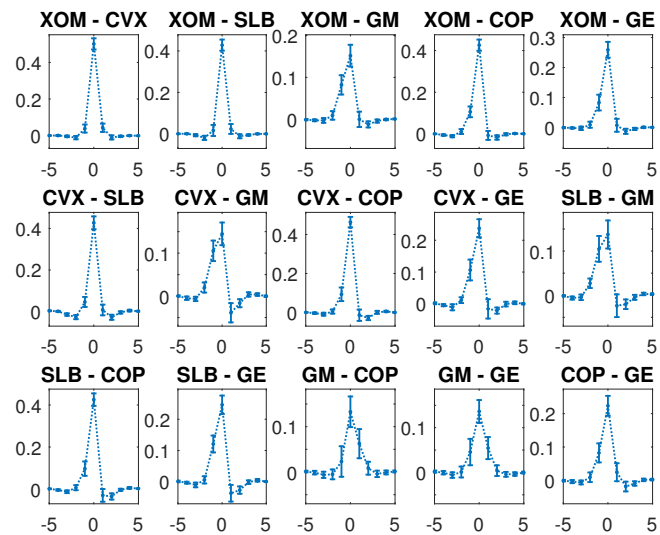 XOM - CVX XOM - SLB XOM - GM XOM - COP XOM - GE
0.4 0.4 0.2 0.4 0.3
0.2 0.2 0.1 0.2 0.2
0.1
0 0 0 0 0
-5 0 5 -5 0 5 -5 0 5 -5 0 5 -5 0 5
CVX - SLB CVX - GM CVX - COP CVX - GE SLB - GM
0.4 0.1 0.4 0.2 0.1
0.2 0.2 0.1
0 0 0 0 0
-5 0 5 -5 0 5 -5 0 5 -5 0 5 -5 0 5
SLB - COP SLB - GE GM - COP GM - GE COP - GE
0.4 0.2 0.1 0.1 0.2
0.2 0.1 0.1
0 0 0 0 0
-5 0 5 -5 0 5 -5 0 5 -5 0 5 -5 0 5